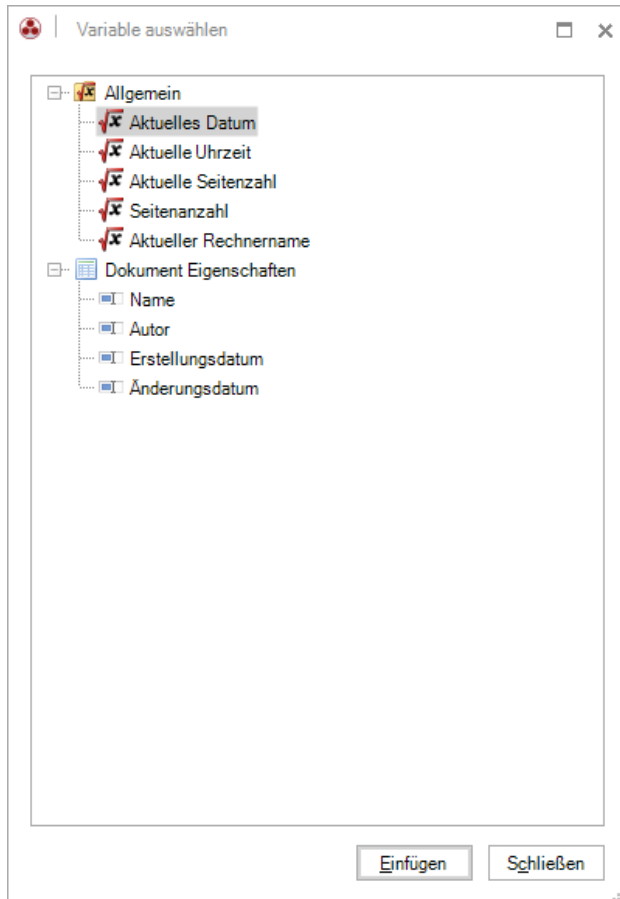 Variable auswählen
Allgemein
Aktuelles Datum
Aktuelle Uhrzeit
Aktuelle Seitenzahl
Seitenanzahl
Aktueller Rechnername
Dokument Eigenschaften
Name
Autor
Erstellungsdatum
Änderungsdatum
Einfügen Schließen